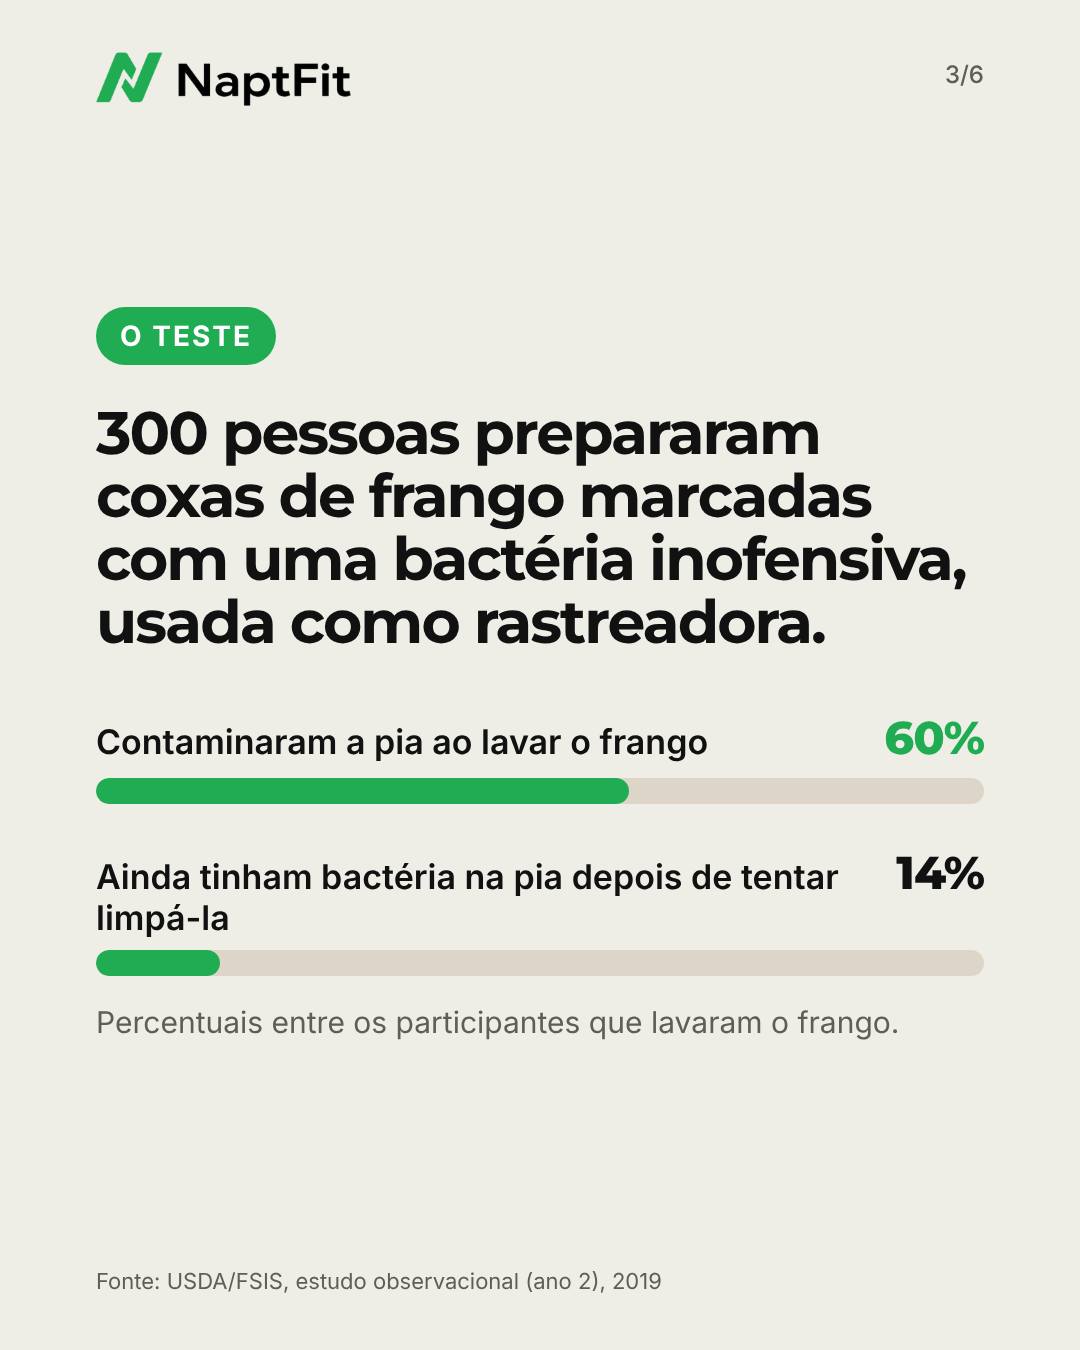 NaptFit
3/6
O TESTE
300 pessoas prepararam
coxas de frango marcadas
com uma bactéria inofensiva,
usada como rastreadora.
Contaminaram a pia ao lavar o frango
60%
Ainda tinham bactéria na pia depois de tentar
limpá-la
14%
Percentuais entre os participantes que lavaram o frango.
Fonte: USDA/FSIS, estudo observacional (ano 2), 2019